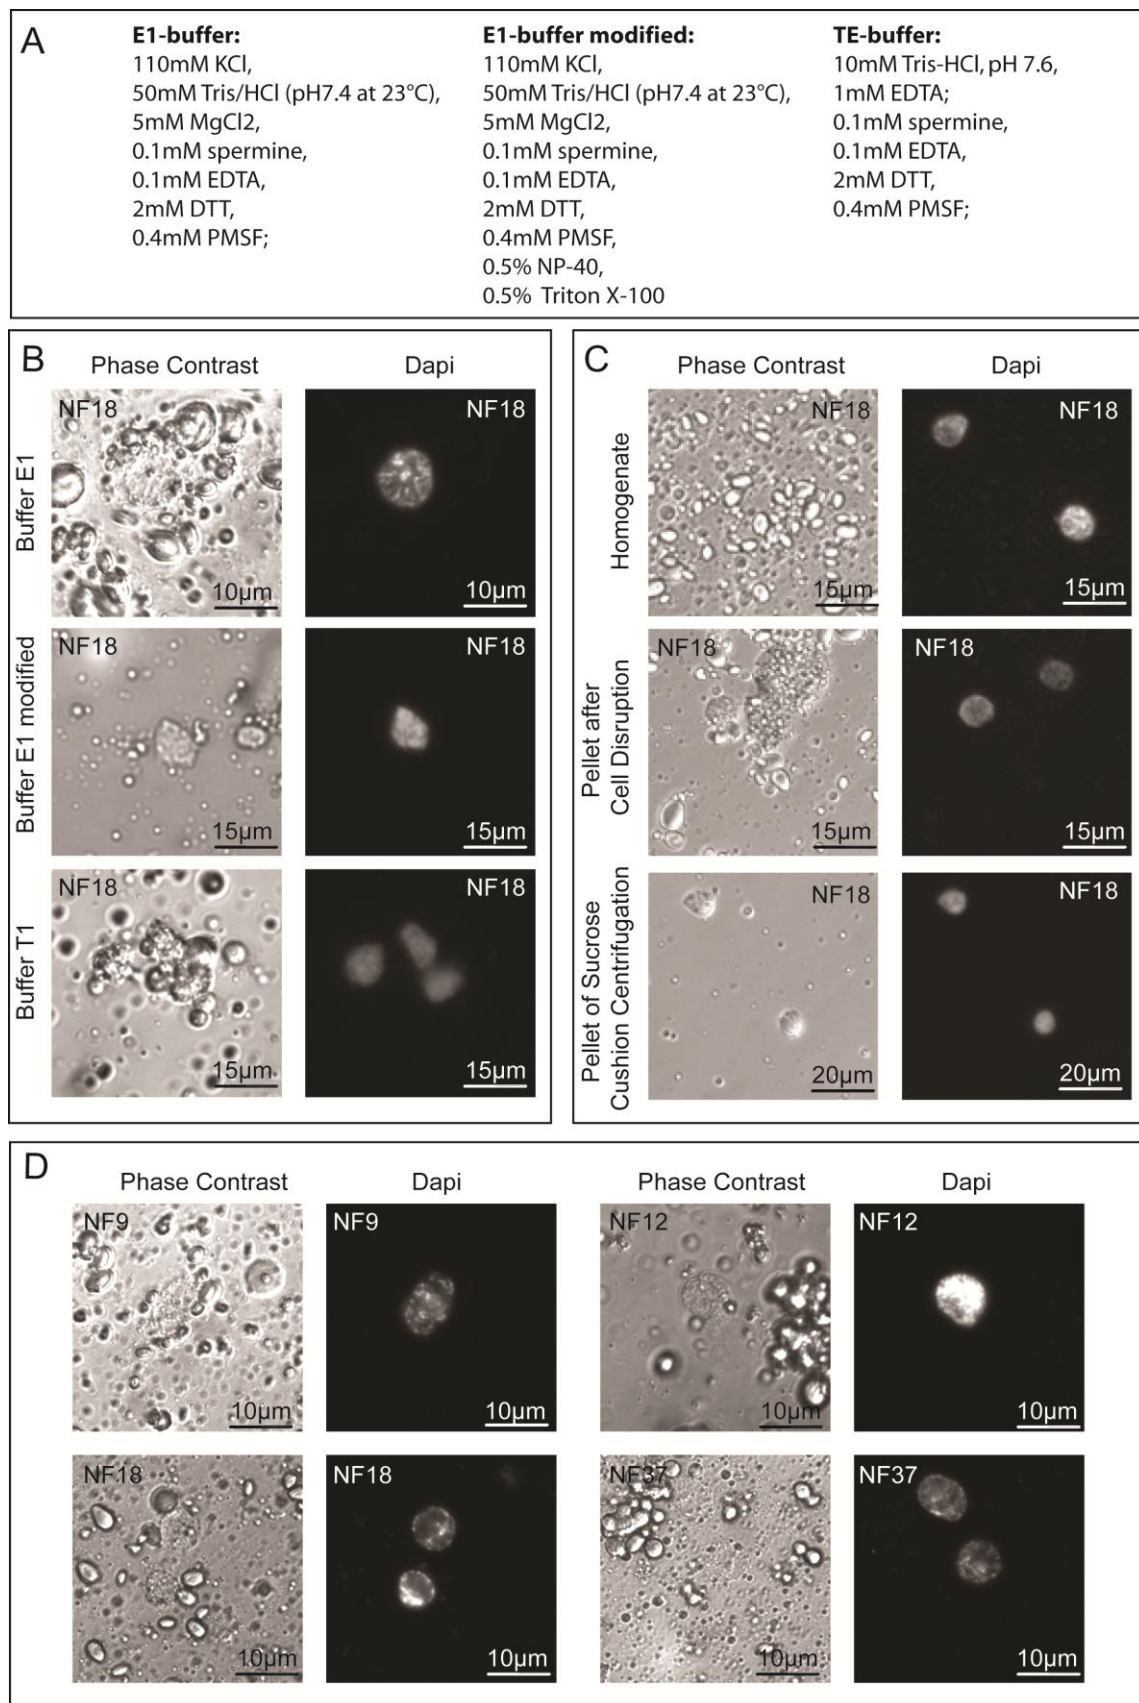 A
E1-buffer:
110mM KCl,
50mM Tris/HCl (pH7.4 at 23°C),
5mM MgCl2,
0.1mM spermine,
0.1mM EDTA,
2mM DTT,
0.4mM PMSF;
E1-buffer modified:
110mM KCl,
50mM Tris/HCl (pH7.4 at 23°C),
5mM MgCl2,
0.1mM spermine,
0.1mM EDTA,
2mM DTT,
0.4mM PMSF,
0.5% NP-40,
0.5% Triton X-100
TE-buffer:
10mM Tris-HCl, pH 7.6,
1mM EDTA;
0.1mM spermine,
0.1mM EDTA,
2mM DTT,
0.4mM PMSF;
B
Phase Contrast
Dapi
Buffer E1
NF18
10µm
NF18
10µm
Buffer E1 modified
NF18
15µm
NF18
15µm
Buffer T1
NF18
15µm
NF18
15µm
C
Phase Contrast
Dapi
Homogenate
NF18
15µm
NF18
15µm
Pellet after
Cell Disruption
NF18
15µm
NF18
15µm
Pellet of Sucrose
Cushion Centrifugation
NF18
20µm
NF18
20µm
D
Phase Contrast
Dapi
Phase Contrast
Dapi
NF9
10µm
NF9
10µm
NF12
10µm
NF12
10µm
NF18
10µm
NF18
10µm
NF37
10µm
NF37
10µm